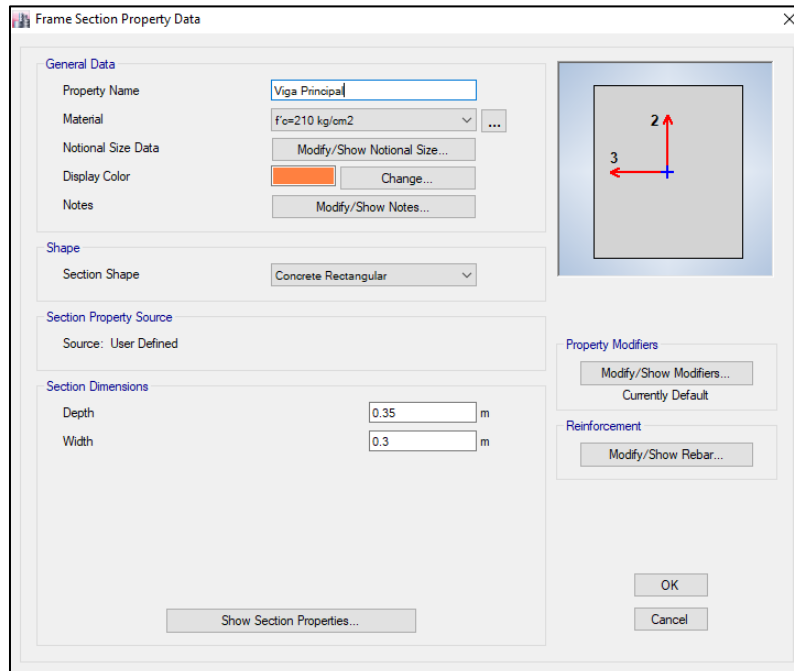 Frame Section Property Data
General Data
Property Name Viga Principal
Material f'c=210 kg/cm2 ...
Notional Size Data Modify/Show Notional Size...
Display Color Change...
Notes Modify/Show Notes...
2
3
Shape
Section Shape Concrete Rectangular
Section Property Source
Source: User Defined
Property Modifiers
Modify/Show Modifiers...
Currently Default
Section Dimensions
Depth 0.35 m
Width 0.3 m
Reinforcement
Modify/Show Rebar...
OK
Show Section Properties...
Cancel